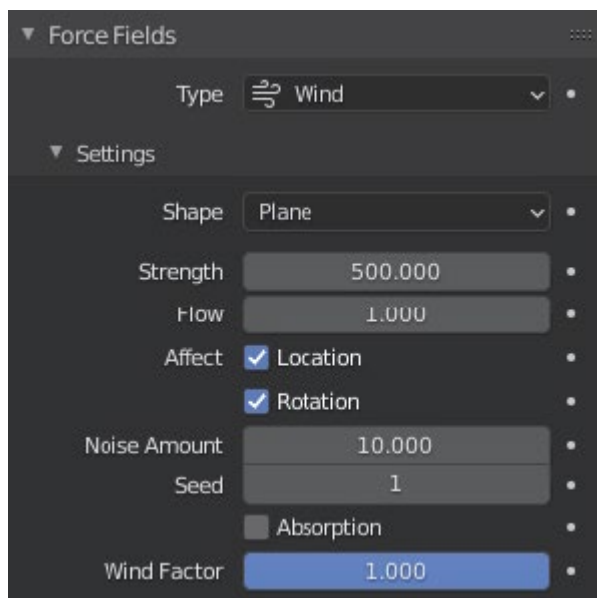 Force Fields
Type Wind
Settings
Shape Plane
Strength 500.000
Flow 1.000
Affect Location
Rotation
Noise Amount 10.000
Seed 1
Absorption
Wind Factor 1.000